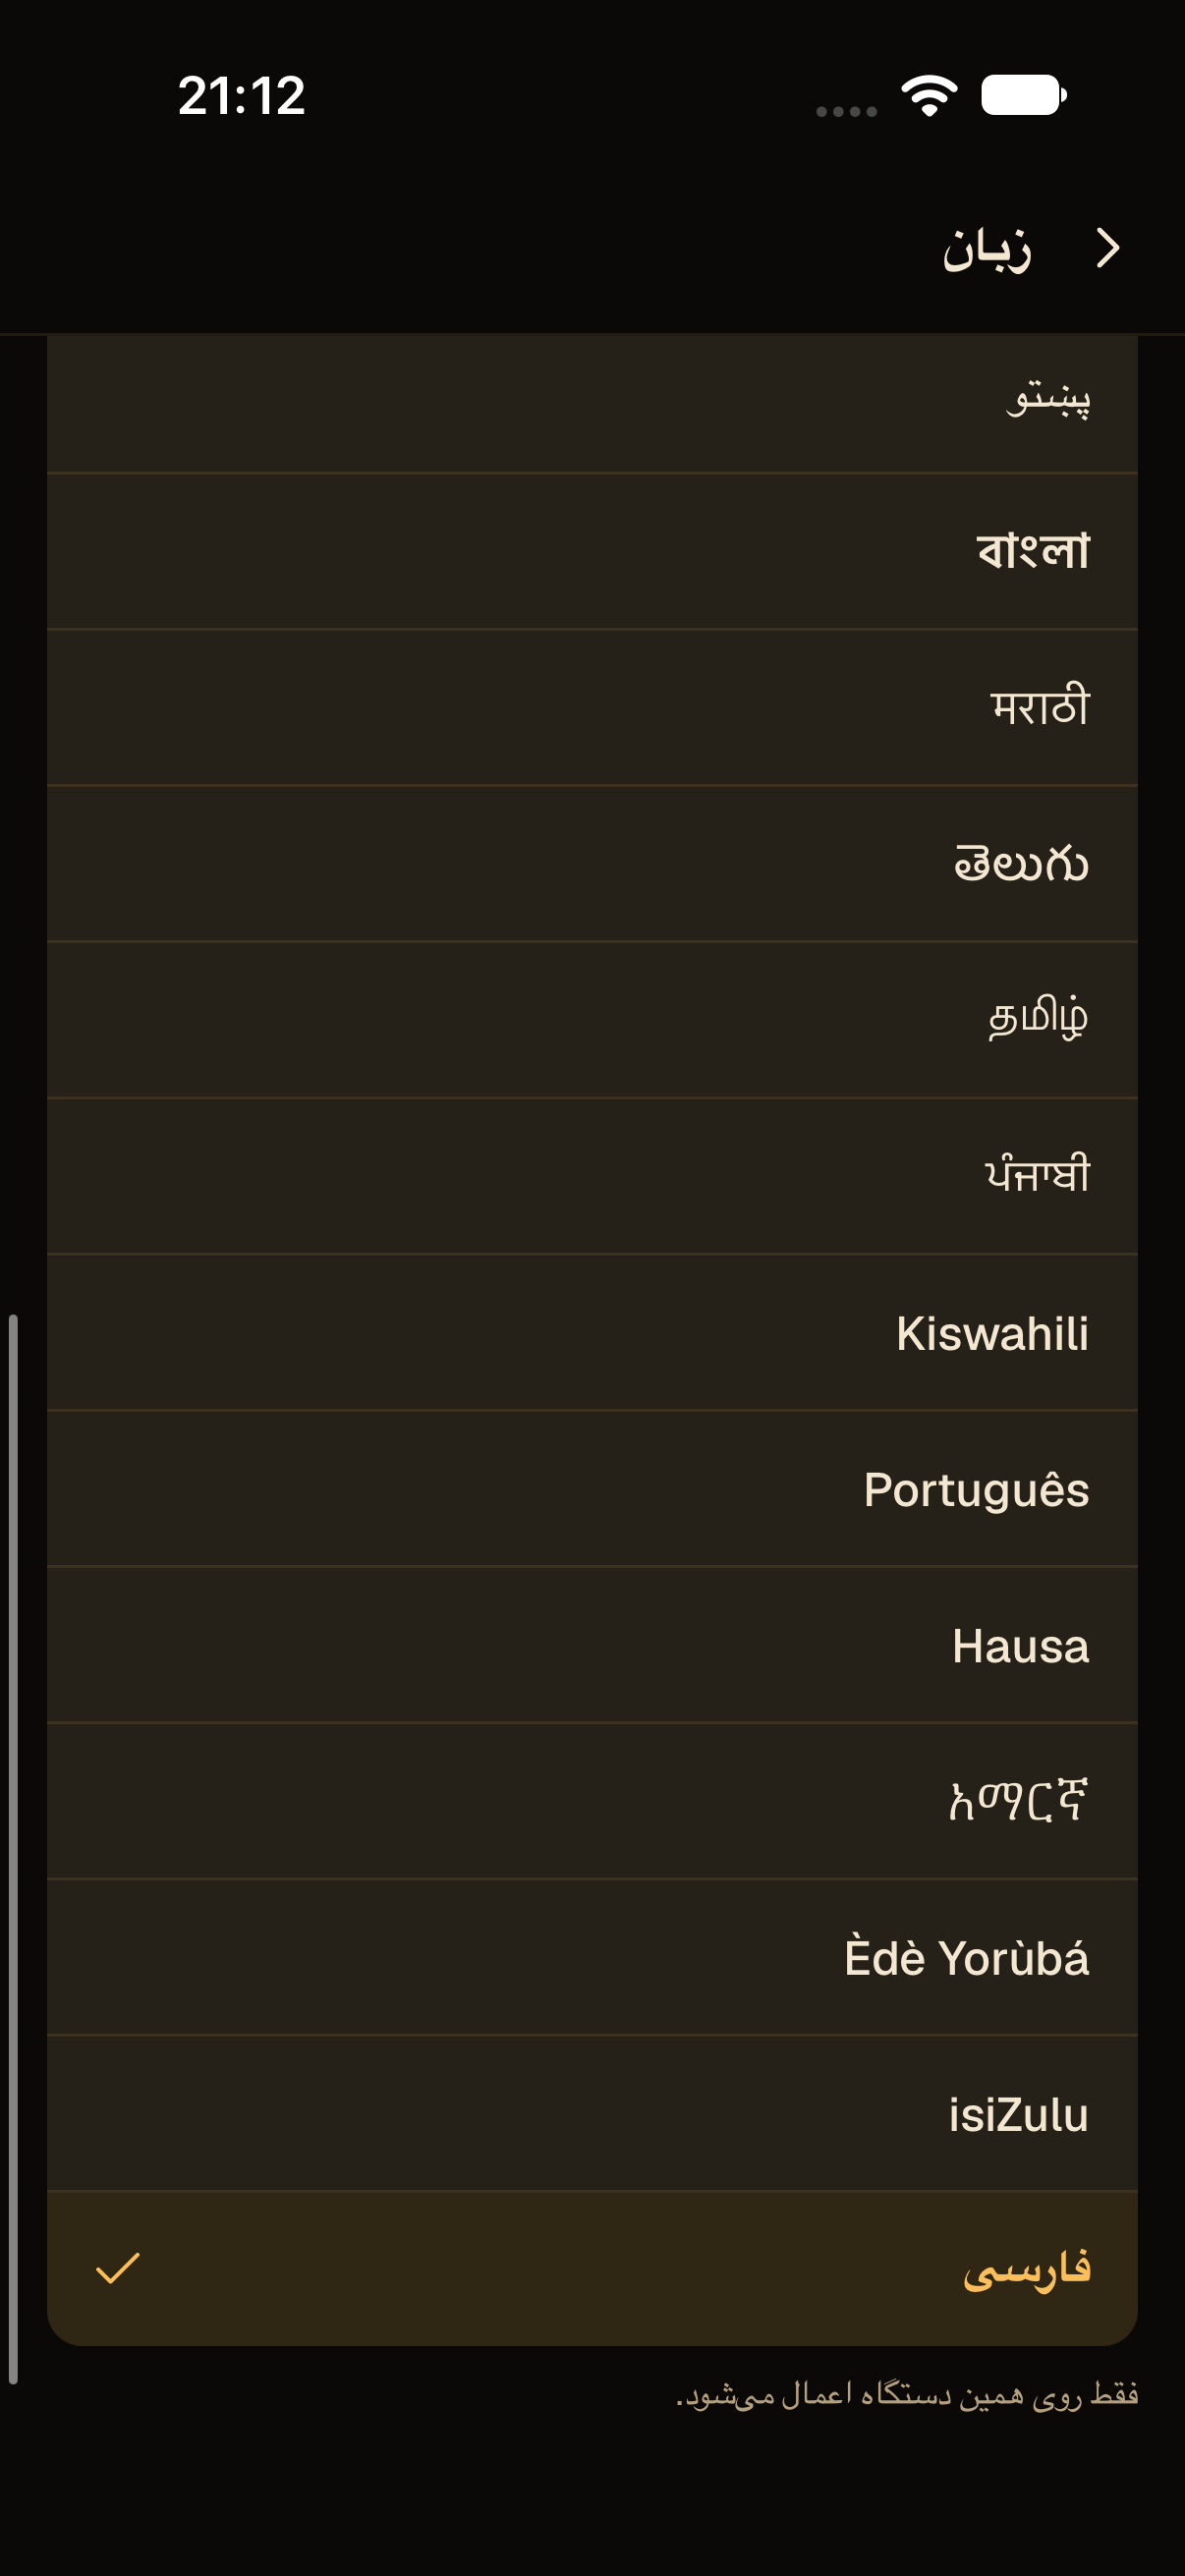 21:12
زبان
پښتو
বাংলা
मराठी
తెలుగు
தமிழ்
ਪੰਜਾਬੀ
Kiswahili
Português
Hausa
አማርኛ
Èdè Yorùbá
isiZulu
فارسی
فقط روی همین دستگاه اعمال می‌شود.